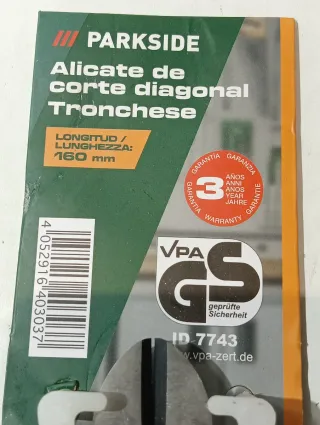 PARKSIDE
Alicate de
corte diagonal
Tronchese
LONGITUD /
LUNGHEZZA:
160 mm
GARANTÍA GARANZIA
3 AÑOS
ANNI
ANOS
YEAR
JAHRE
GARANTIA WARRANTY GARANTIE
VPA
GS
geprüfte
Sicherheit
ID 7743
www.vpa-zert.de
4 052916 403037